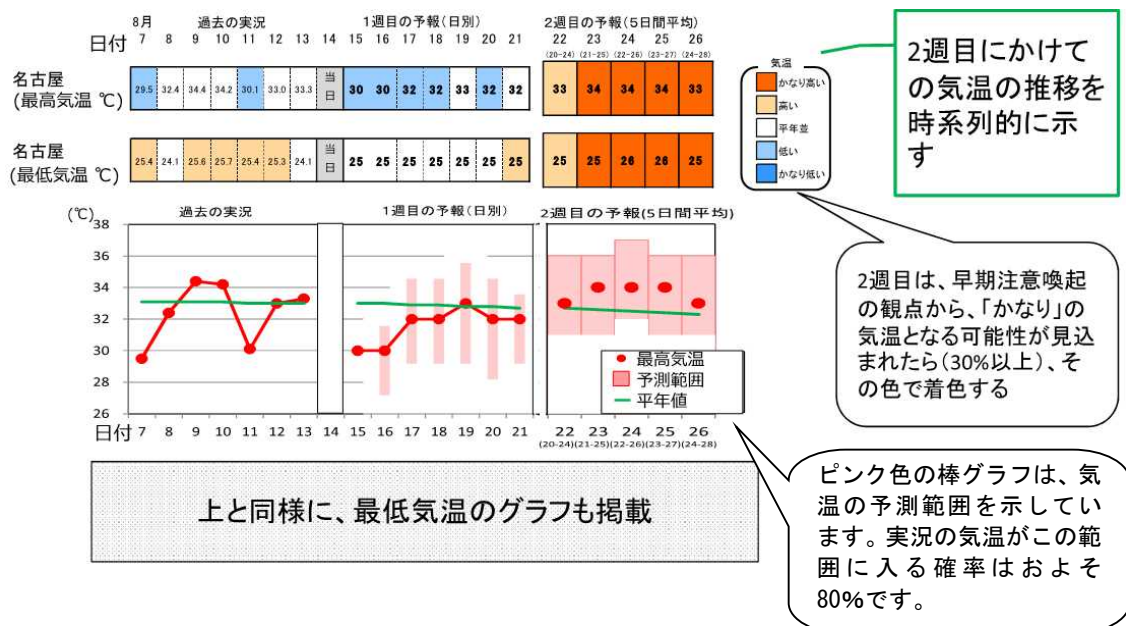 8月 過去の実況 1週目の予報(日別) 2週目の予報(5日間平均)
日付 7 8 9 10 11 12 13 14 15 16 17 18 19 20 21 22 23 24 25 26
(20-24) (21-25) (22-26) (23-27) (24-28)
名古屋
(最高気温 ℃)
29.5 32.4 34.4 34.2 30.1 33.0 33.3 当日 30 30 32 32 33 32 32 33 34 34 34 33
名古屋
(最低気温 ℃)
25.4 24.1 25.6 25.7 25.4 25.3 24.1 当日 25 25 25 25 25 25 25 25 25 26 26 25
気温
かなり高い
高い
平年並
低い
かなり低い
2週目にかけて
の気温の推移を
時系列的に示
す
(℃) 過去の実況 1週目の予報(日別) 2週目の予報(5日間平均)
38
36
34
32
30
28
26
最高気温
予測範囲
平年値
日付 7 8 9 10 11 12 13 14 15 16 17 18 19 20 21 22 23 24 25 26
(20-24) (21-25) (22-26) (23-27) (24-28)
2週目は、早期注意喚起
の観点から、「かなり」の
気温となる可能性が見込
まれたら(30%以上)、そ
の色で着色する
上と同様に、最低気温のグラフも掲載
ピンク色の棒グラフは、気
温の予測範囲を示してい
ます。実況の気温がこの範
囲に入る確率はおよそ
80%です。